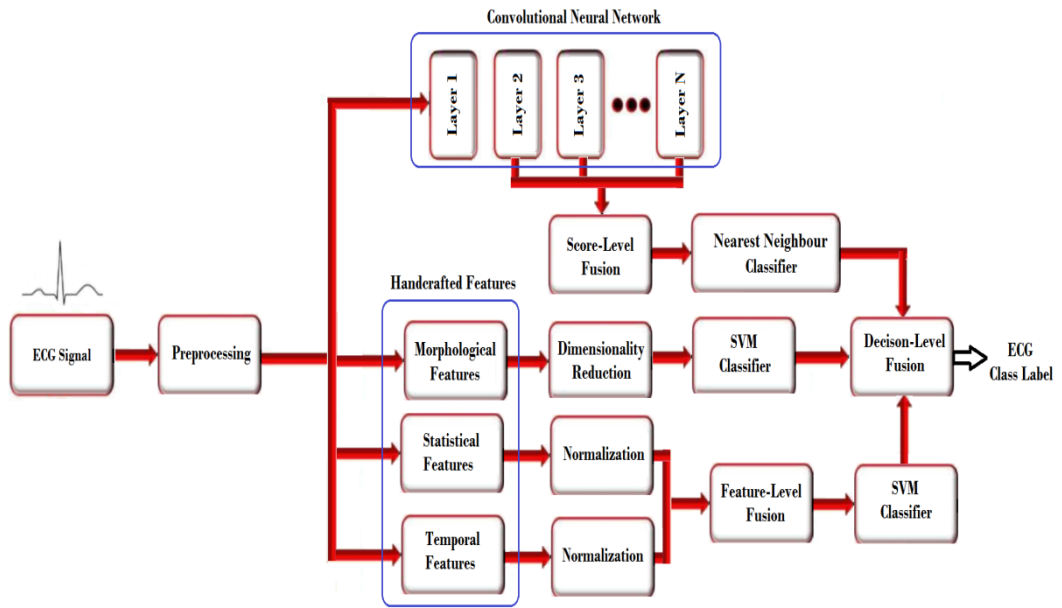 Convolutional Neural Network
Layer 1
Layer 2
Layer 3
Layer N
Score-Level
Fusion
Nearest Neighbour
Classifier
Handcrafted Features
ECG Signal
Preprocessing
Morphological
Features
Dimensionality
Reduction
SVM
Classifier
Decison-Level
Fusion
ECG
Class Label
Statistical
Features
Normalization
Feature-Level
Fusion
SVM
Classifier
Temporal
Features
Normalization